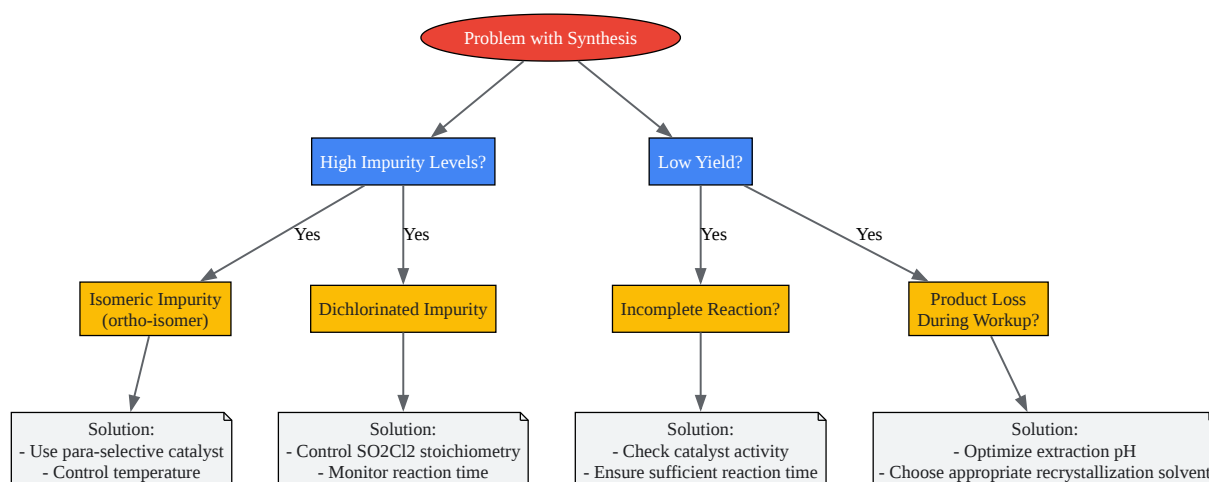 Problem with Synthesis
High Impurity Levels?
Low Yield?
Yes
Yes
Yes
Yes
Isomeric Impurity
(ortho-isomer)
Dichlorinated Impurity
Incomplete Reaction?
Product Loss
During Workup?
Solution:
- Use para-selective catalyst
- Control temperature
Solution:
- Control SO2Cl2 stoichiometry
- Monitor reaction time
Solution:
- Check catalyst activity
- Ensure sufficient reaction time
Solution:
- Optimize extraction pH
- Choose appropriate recrystallization solvent